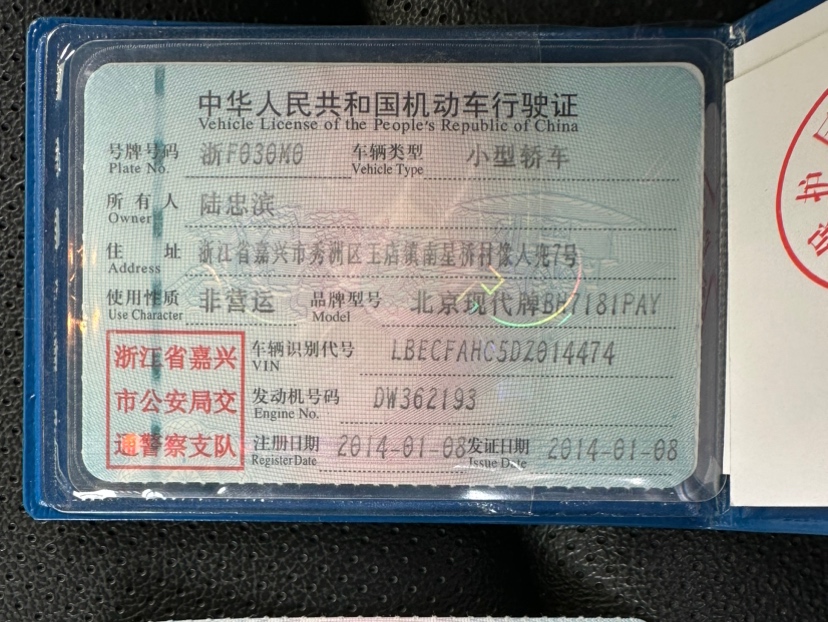 中华人民共和国机动车行驶证
Vehicle License of the People's Republic of China
号牌号码 浙F030M0 车辆类型 小型轿车
Plate No. Vehicle Type
所有人 陆忠滨
Owner
住址 浙江省嘉兴市秀洲区王店镇南星桥村像人兜7号
Address
使用性质 非营运 品牌型号 北京现代牌BH7181PAY
Use Character Model
浙江省嘉兴
市公安局交
通警察支队
车辆识别代号 LBECFAHC5DZ014474
VIN
发动机号码 DW362193
Engine No.
注册日期 2014-01-08 发证日期 2014-01-08
Register Date Issue Date